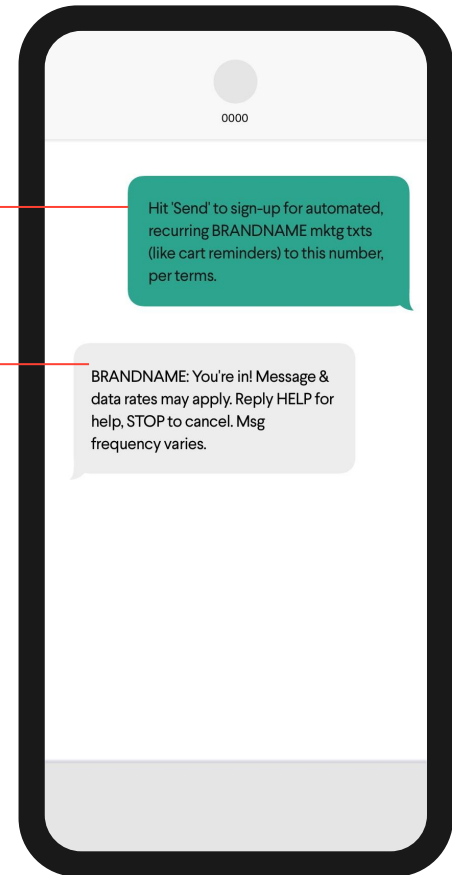 0000
Hit 'Send' to sign-up for automated,
recurring BRANDNAME mktg txts
(like cart reminders) to this number,
per terms.
BRANDNAME: You're in! Message &
data rates may apply. Reply HELP for
help, STOP to cancel. Msg
frequency varies.